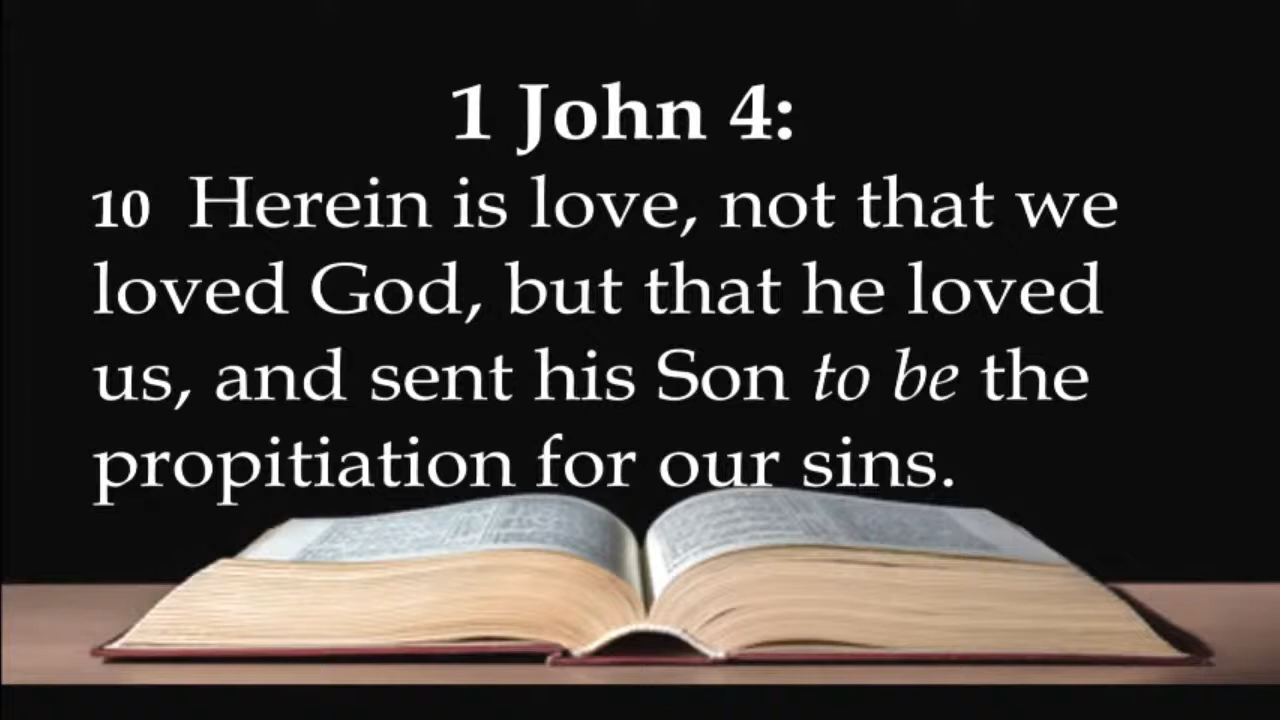 1 John 4:
10 Herein is love, not that we
loved God, but that he loved
us, and sent his Son to be the
propitiation for our sins.